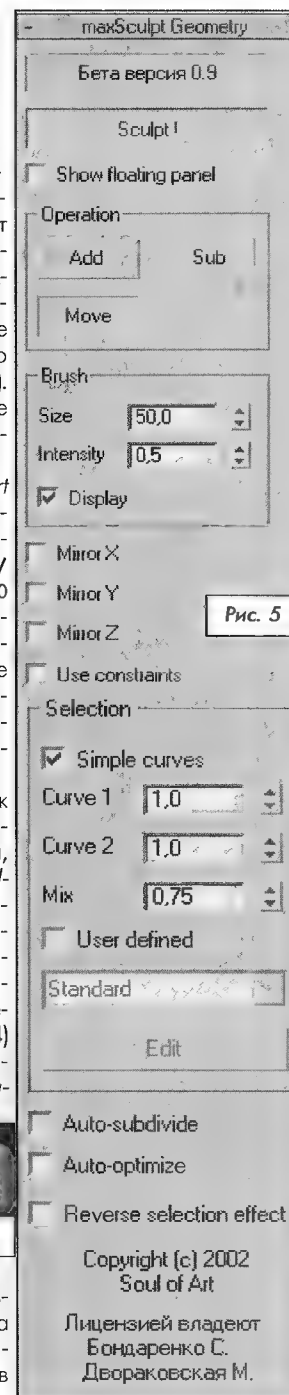 - maxSculpt Geometry
Бета версия 0.9
Sculpt !
Show floating panel
Operation
Add Sub
Move
Brush
Size 50,0
Intensity 0,5
Display
Mirror X
Mirror Y
Mirror Z
Рис. 5
Use constraints
Selection
Simple curves
Curve 1 1,0
Curve 2 1,0
Mix 0,75
User defined
Standard
Edit
Auto-subdivide
Auto-optimize
Reverse selection effect
Copyright (c) 2002
Soul of Art
Лицензией владеют
Бондаренко С.
Двораковская М.